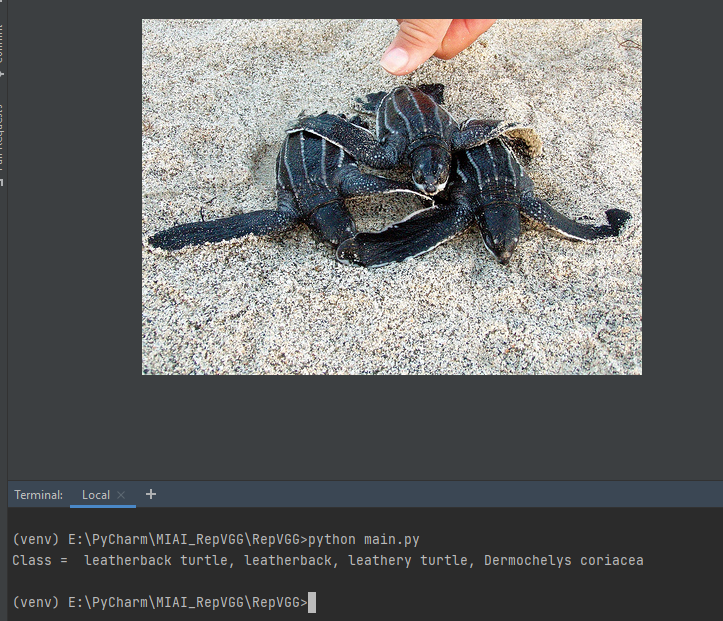 Terminal: Local × +
(venv) E:\PyCharm\MIAI_RepVGG\RepVGG>python main.py
Class =  leatherback turtle, leatherback, leathery turtle, Dermochelys coriacea
(venv) E:\PyCharm\MIAI_RepVGG\RepVGG>